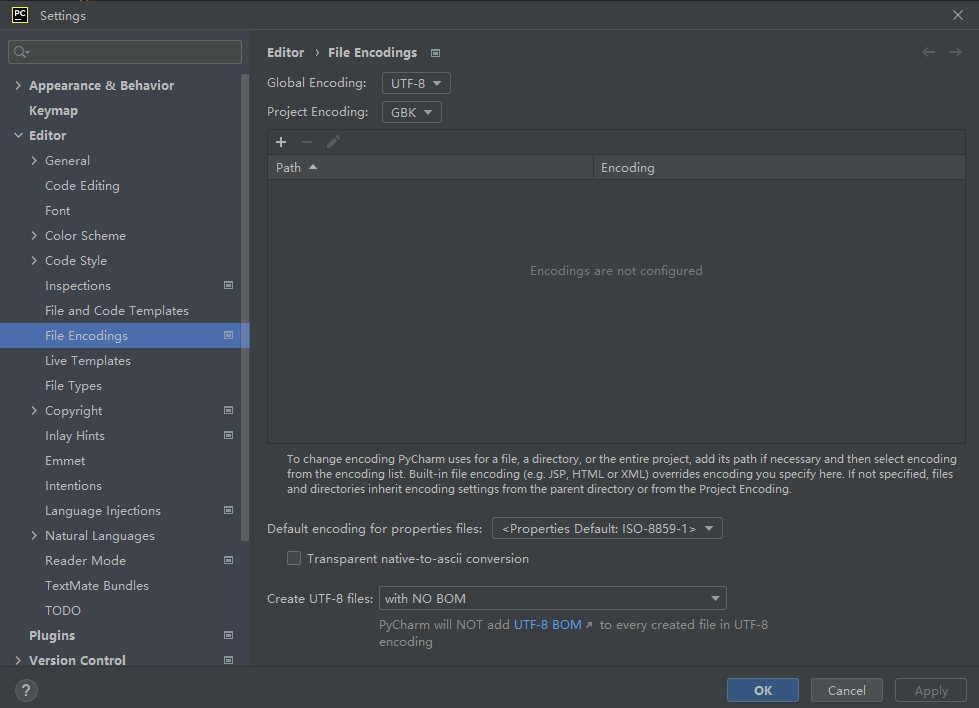 PC Settings
Editor › File Encodings
Global Encoding: UTF-8
Project Encoding: GBK
Appearance & Behavior
Keymap
Editor
General
Code Editing
Font
Color Scheme
Code Style
Inspections
File and Code Templates
File Encodings
Live Templates
File Types
Copyright
Inlay Hints
Emmet
Intentions
Language Injections
Natural Languages
Reader Mode
TextMate Bundles
TODO
Plugins
Version Control
Path Encoding
Encodings are not configured
To change encoding PyCharm uses for a file, a directory, or the entire project, add its path if necessary and then select encoding
from the encoding list. Built-in file encoding (e.g. JSP, HTML or XML) overrides encoding you specify here. If not specified, files
and directories inherit encoding settings from the parent directory or from the Project Encoding.
Default encoding for properties files: <Properties Default: ISO-8859-1>
Transparent native-to-ascii conversion
Create UTF-8 files: with NO BOM
PyCharm will NOT add UTF-8 BOM ↗ to every created file in UTF-8
encoding
? OK Cancel Apply